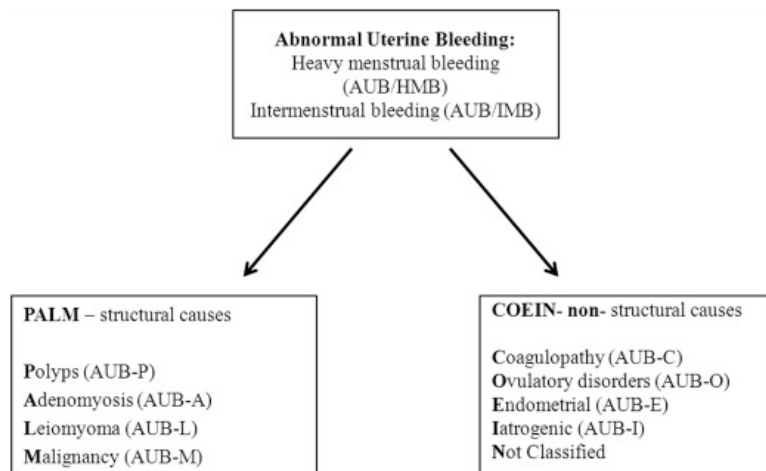 Abnormal Uterine Bleeding:
Heavy menstrual bleeding
(AUB/HMB)
Intermenstrual bleeding (AUB/IMB)
PALM – structural causes
Polyps (AUB-P)
Adenomyosis (AUB-A)
Leiomyoma (AUB-L)
Malignancy (AUB-M)
COEIN- non- structural causes
Coagulopathy (AUB-C)
Ovulatory disorders (AUB-O)
Endometrial (AUB-E)
Iatrogenic (AUB-I)
Not Classified